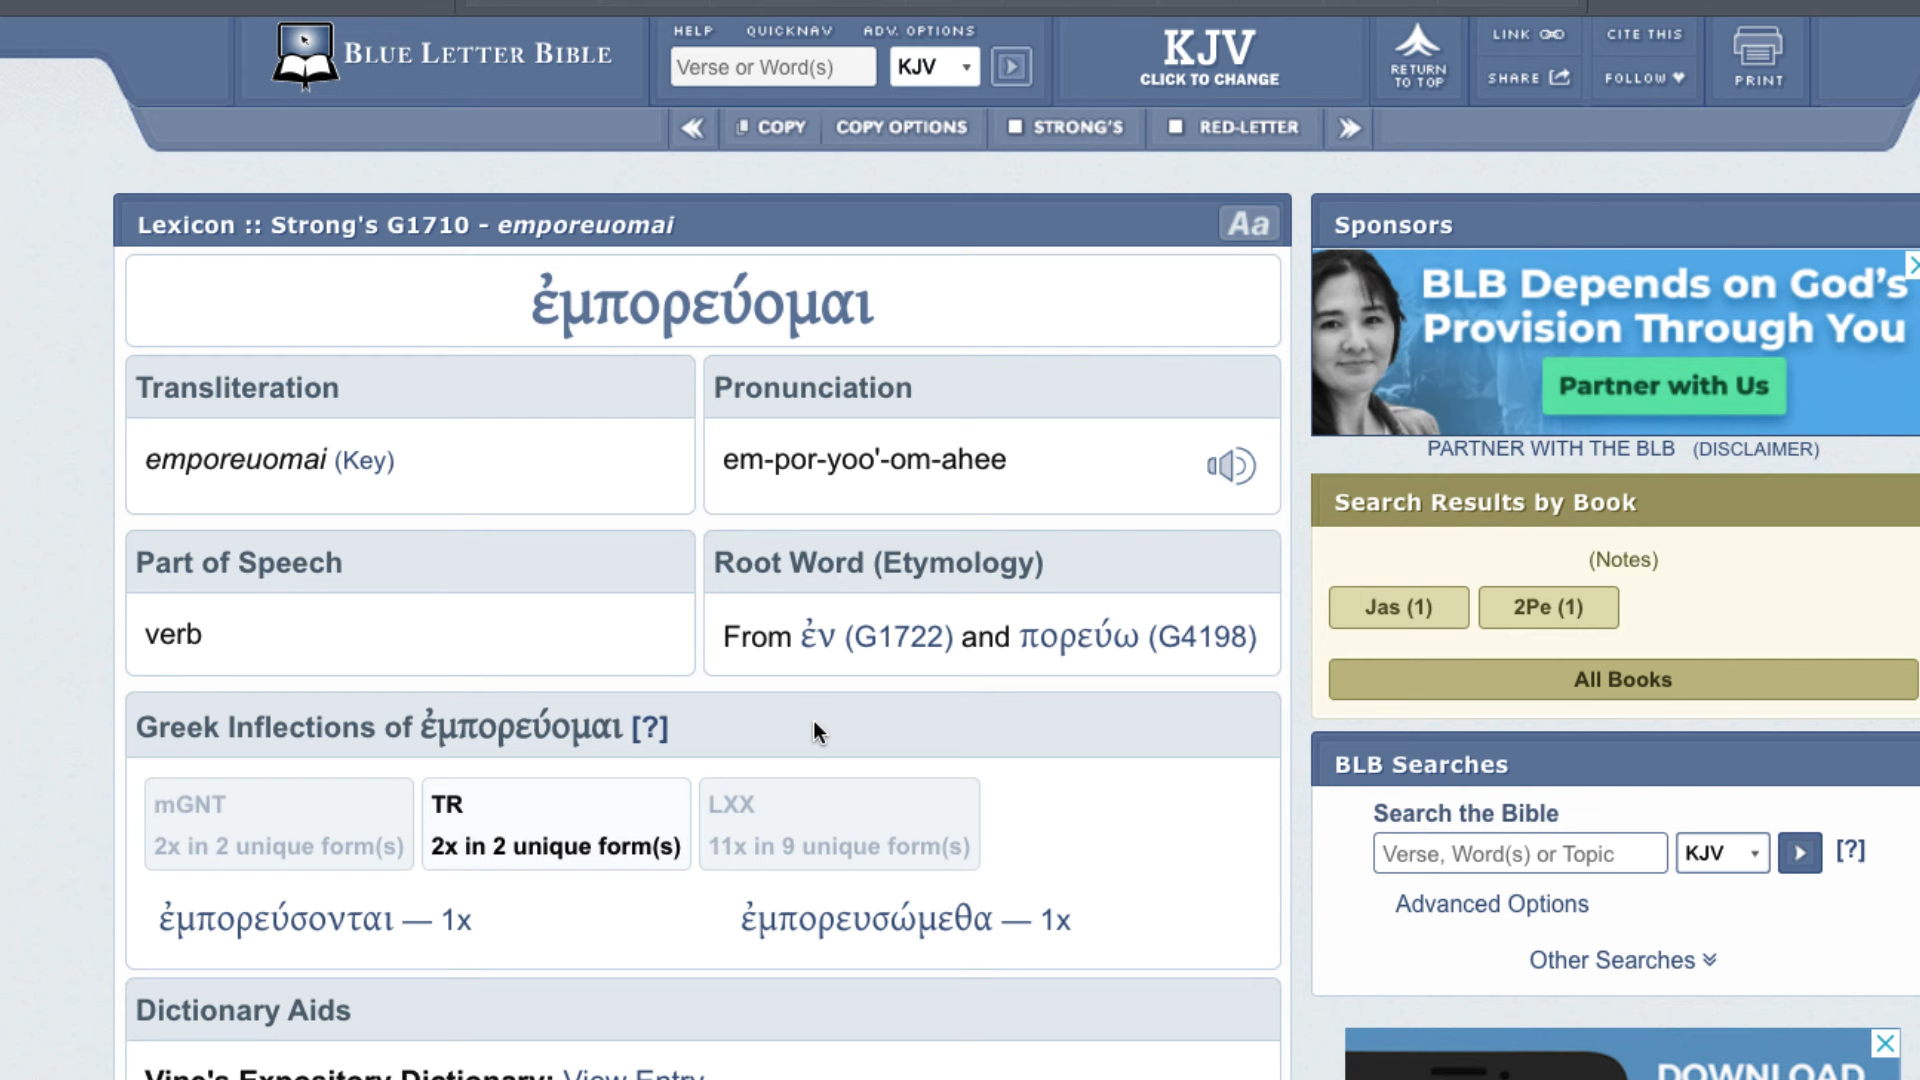 BLUE LETTER BIBLE
HELP QUICKNAV ADV. OPTIONS
Verse or Word(s) KJV
KJV
CLICK TO CHANGE
RETURN
TO TOP
LINK
SHARE
CITE THIS
FOLLOW
PRINT
COPY COPY OPTIONS STRONG'S RED-LETTER
Lexicon :: Strong's G1710 - emporeuomai Aa
ἐμπορεύομαι
Transliteration
emporeuomai (Key)
Pronunciation
em-por-yoo'-om-ahee
Part of Speech
verb
Root Word (Etymology)
From ἐν (G1722) and πορεύω (G4198)
Greek Inflections of ἐμπορεύομαι [?]
mGNT
2x in 2 unique form(s)
TR
2x in 2 unique form(s)
LXX
11x in 9 unique form(s)
ἐμπορεύσονται — 1x
ἐμπορευσώμεθα — 1x
Dictionary Aids
Vine's Expository Dictionary: View Entry
Sponsors
BLB Depends on God's
Provision Through You
Partner with Us
PARTNER WITH THE BLB (DISCLAIMER)
Search Results by Book
(Notes)
Jas (1) 2Pe (1)
All Books
BLB Searches
Search the Bible
Verse, Word(s) or Topic KJV [?]
Advanced Options
Other Searches
DOWNLOAD